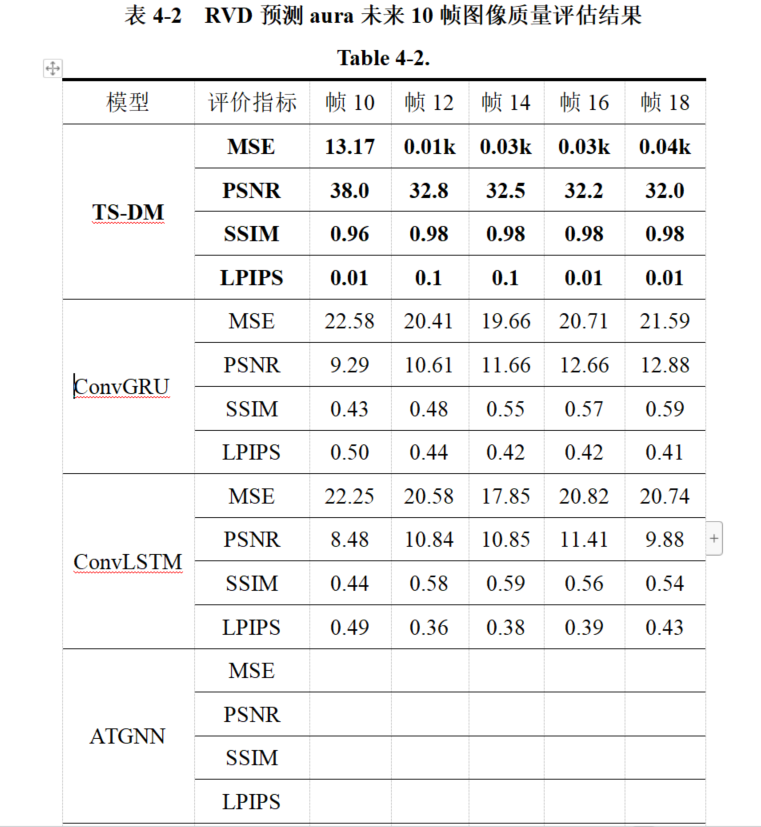 表 4-2 RVD 预测 aura 未来 10 帧图像质量评估结果
Table 4-2.
模型 评价指标 帧 10 帧 12 帧 14 帧 16 帧 18
TS-DM
MSE 13.17 0.01k 0.03k 0.03k 0.04k
PSNR 38.0 32.8 32.5 32.2 32.0
SSIM 0.96 0.98 0.98 0.98 0.98
LPIPS 0.01 0.1 0.1 0.01 0.01
ConvGRU
MSE 22.58 20.41 19.66 20.71 21.59
PSNR 9.29 10.61 11.66 12.66 12.88
SSIM 0.43 0.48 0.55 0.57 0.59
LPIPS 0.50 0.44 0.42 0.42 0.41
ConvLSTM
MSE 22.25 20.58 17.85 20.82 20.74
PSNR 8.48 10.84 10.85 11.41 9.88
SSIM 0.44 0.58 0.59 0.56 0.54
LPIPS 0.49 0.36 0.38 0.39 0.43
ATGNN
MSE
PSNR
SSIM
LPIPS